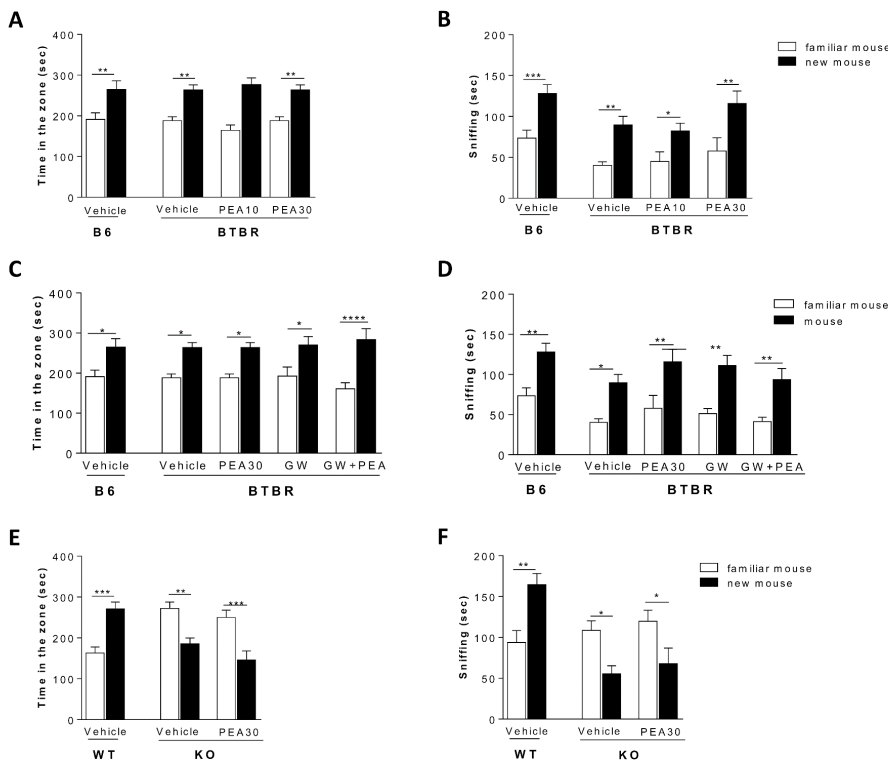 A
Time in the zone (sec)
400
300
200
100
0
** ** **
Vehicle Vehicle PEA10 PEA30
B6 BTBR
B
Sniffing (sec)
200
150
100
50
0
*** ** * **
Vehicle Vehicle PEA10 PEA30
B6 BTBR
familiar mouse
new mouse
C
Time in the zone (sec)
400
300
200
100
0
* * * * ****
Vehicle Vehicle PEA30 GW GW+PEA
B6 BTBR
D
Sniffing (sec)
200
150
100
50
0
** * ** ** **
Vehicle Vehicle PEA30 GW GW+PEA
B6 BTBR
familiar mouse
mouse
E
Time in the zone (sec)
400
300
200
100
0
*** ** ***
Vehicle Vehicle PEA30
WT KO
F
Sniffing (sec)
200
150
100
50
0
** * *
Vehicle Vehicle PEA30
WT KO
familiar mouse
new mouse